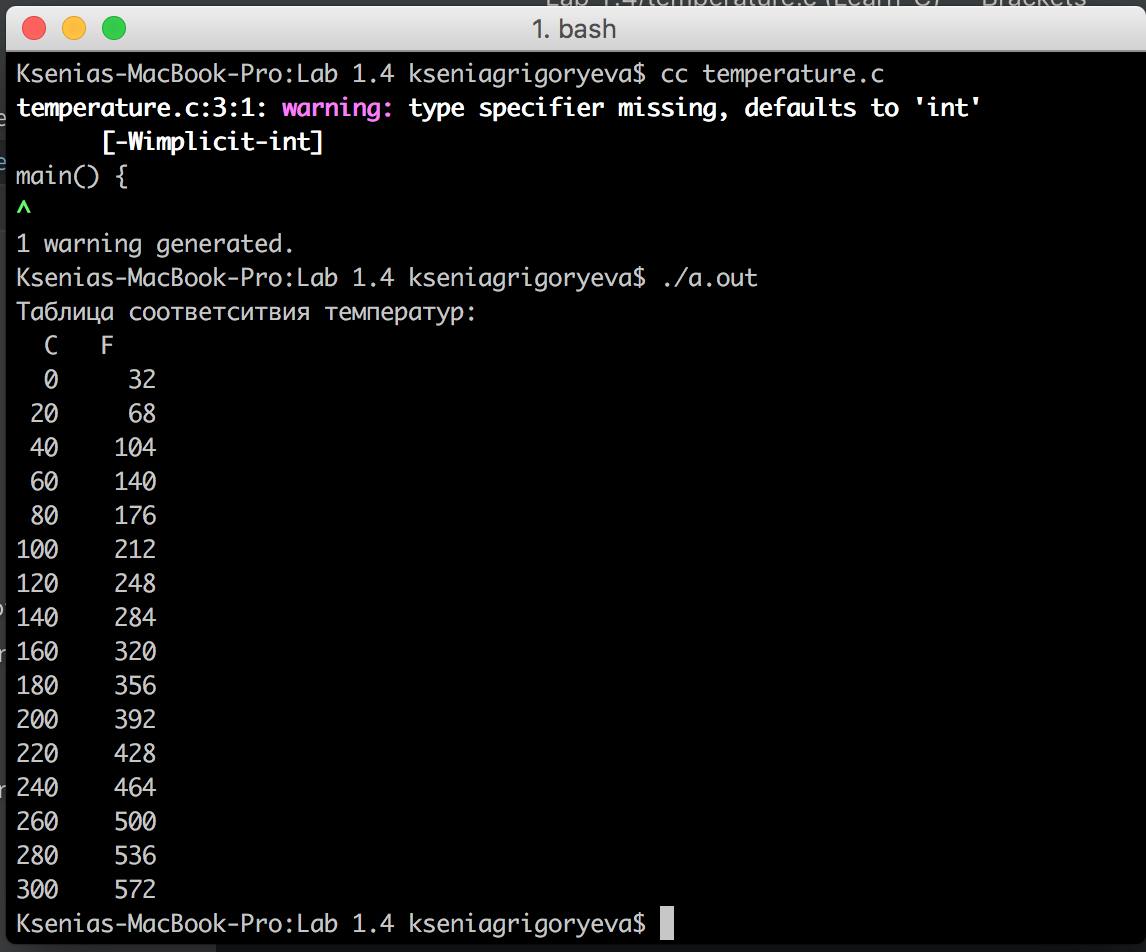 1. bash
Ksenias-MacBook-Pro:Lab 1.4 kseniagrigoryeva$ cc temperature.c
temperature.c:3:1: warning: type specifier missing, defaults to 'int'
[-Wimplicit-int]
main() {
^
1 warning generated.
Ksenias-MacBook-Pro:Lab 1.4 kseniagrigoryeva$ ./a.out
Таблица соответситвия температур:
C F
0 32
20 68
40 104
60 140
80 176
100 212
120 248
140 284
160 320
180 356
200 392
220 428
240 464
260 500
280 536
300 572
Ksenias-MacBook-Pro:Lab 1.4 kseniagrigoryeva$